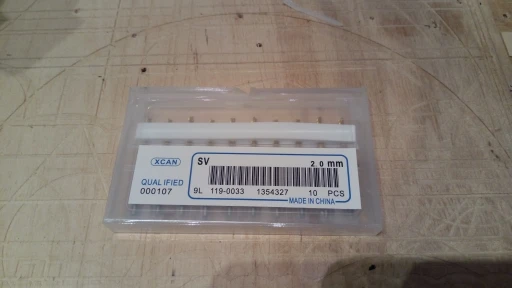 XCAN
SV 2.0 mm
QUALIFIED
000107
9L 119-0033 1354327 10 PCS
MADE IN CHINA